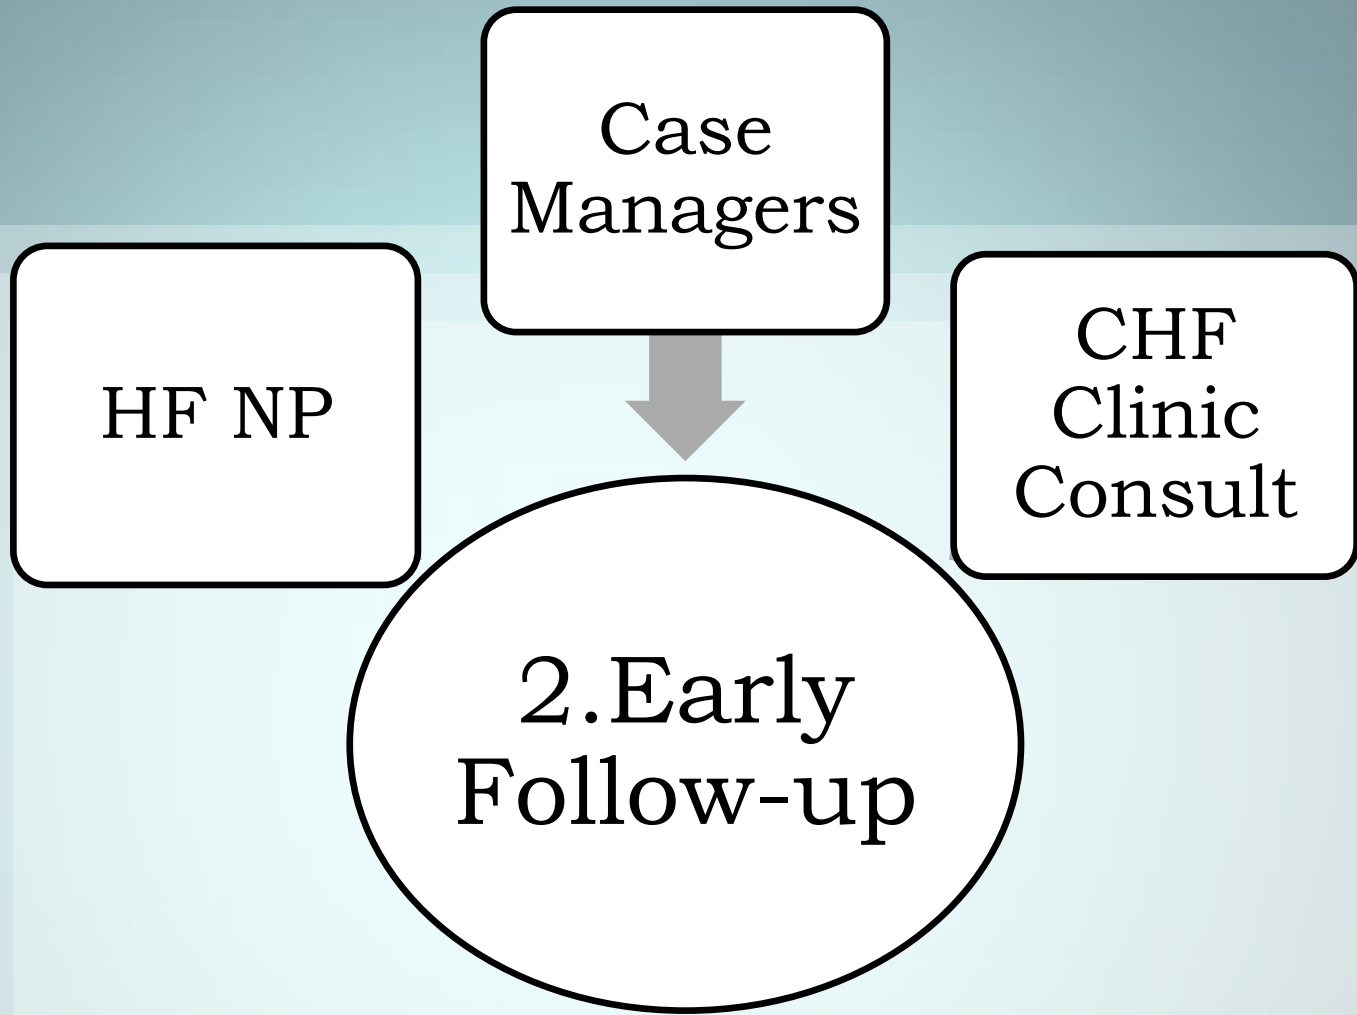 Case
Managers
HF NP
CHF
Clinic
Consult
2.Early
Follow-up